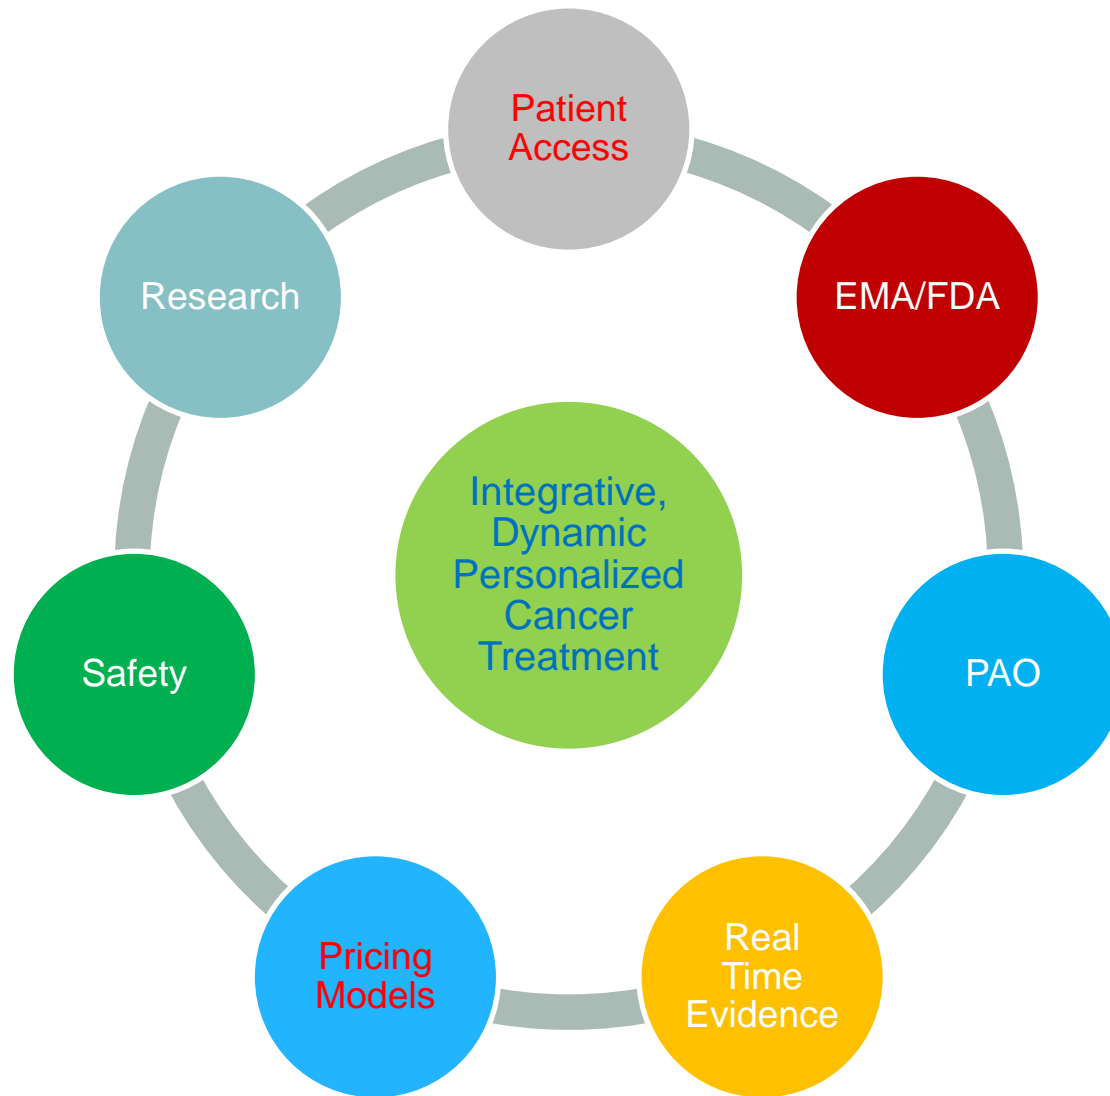 Patient
Access
Research
EMA/FDA
Integrative,
Dynamic
Personalized
Cancer
Treatment
Safety
PAO
Pricing
Models
Real
Time
Evidence